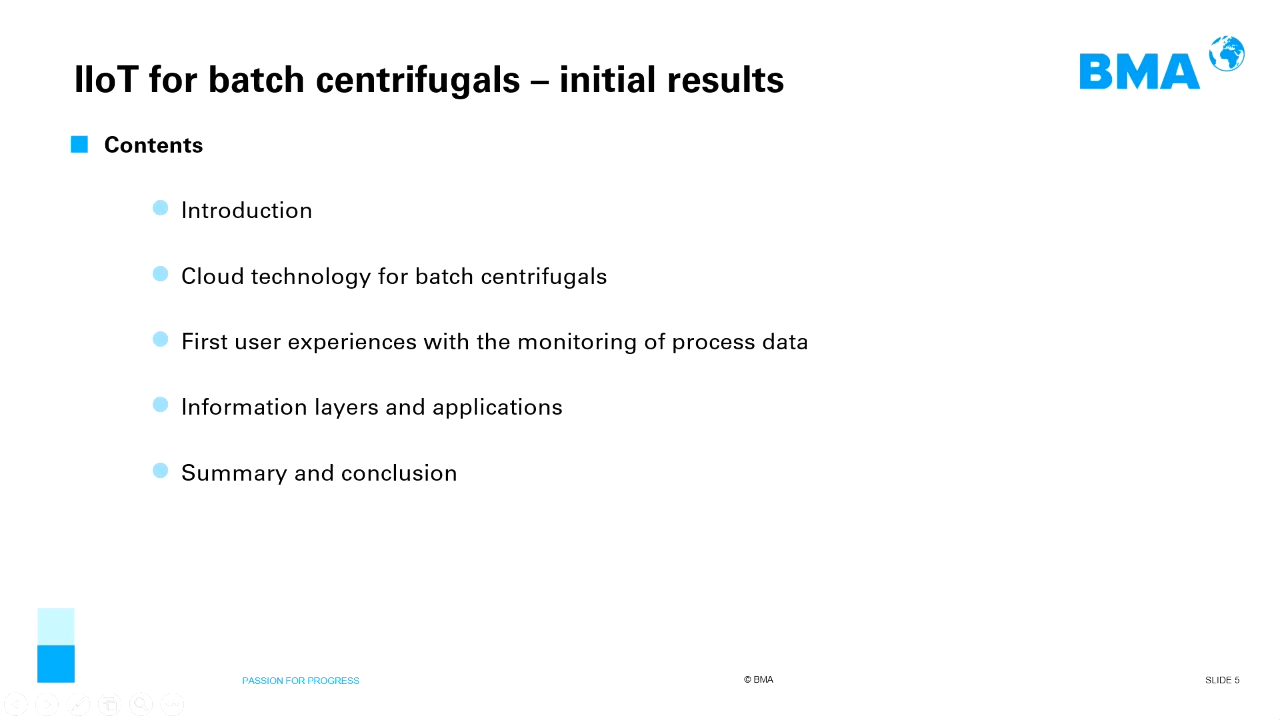 IIoT for batch centrifugals – initial results
BMA
Contents
Introduction
Cloud technology for batch centrifugals
First user experiences with the monitoring of process data
Information layers and applications
Summary and conclusion
PASSION FOR PROGRESS
© BMA
SLIDE 5